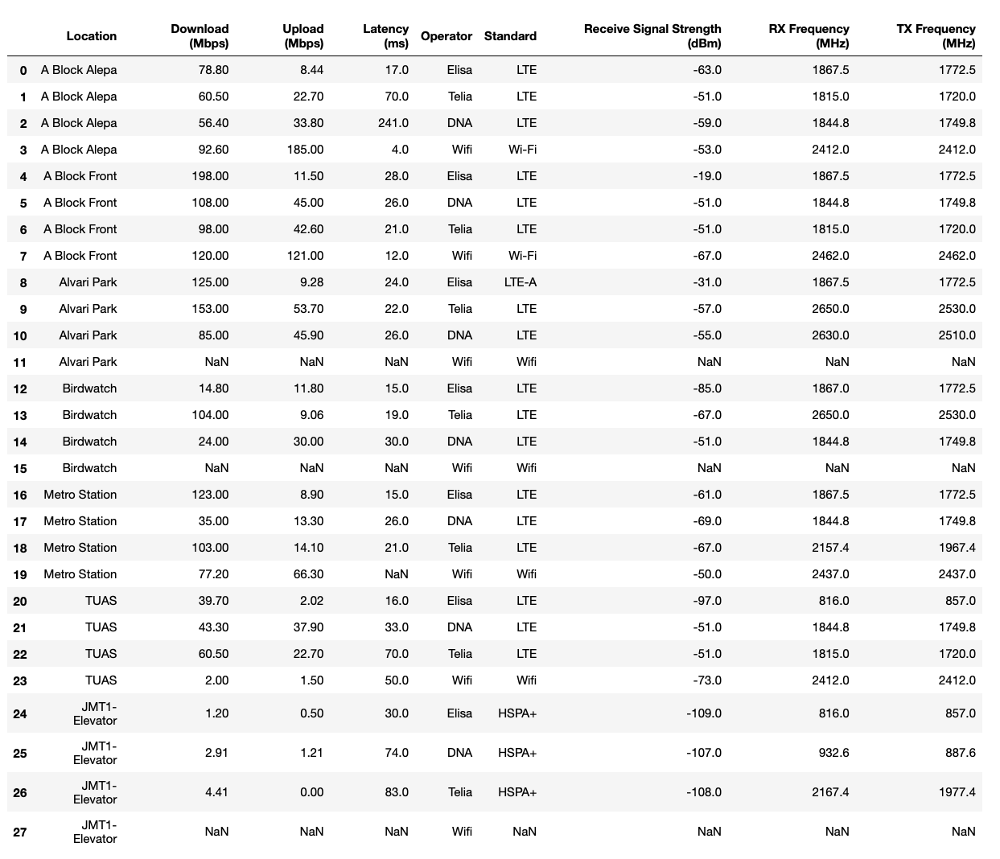 Location Download (Mbps) Upload (Mbps) Latency (ms) Operator Standard Receive Signal Strength (dBm) RX Frequency (MHz) TX Frequency (MHz)
0 A Block Alepa 78.80 8.44 17.0 Elisa LTE -63.0 1867.5 1772.5
1 A Block Alepa 60.50 22.70 70.0 Telia LTE -51.0 1815.0 1720.0
2 A Block Alepa 56.40 33.80 241.0 DNA LTE -59.0 1844.8 1749.8
3 A Block Alepa 92.60 185.00 4.0 Wifi Wi-Fi -53.0 2412.0 2412.0
4 A Block Front 198.00 11.50 28.0 Elisa LTE -19.0 1867.5 1772.5
5 A Block Front 108.00 45.00 26.0 DNA LTE -51.0 1844.8 1749.8
6 A Block Front 98.00 42.60 21.0 Telia LTE -51.0 1815.0 1720.0
7 A Block Front 120.00 121.00 12.0 Wifi Wi-Fi -67.0 2462.0 2462.0
8 Alvari Park 125.00 9.28 24.0 Elisa LTE-A -31.0 1867.5 1772.5
9 Alvari Park 153.00 53.70 22.0 Telia LTE -57.0 2650.0 2530.0
10 Alvari Park 85.00 45.90 26.0 DNA LTE -55.0 2630.0 2510.0
11 Alvari Park NaN NaN NaN Wifi Wifi NaN NaN NaN
12 Birdwatch 14.80 11.80 15.0 Elisa LTE -85.0 1867.0 1772.5
13 Birdwatch 104.00 9.06 19.0 Telia LTE -67.0 2650.0 2530.0
14 Birdwatch 24.00 30.00 30.0 DNA LTE -51.0 1844.8 1749.8
15 Birdwatch NaN NaN NaN Wifi Wifi NaN NaN NaN
16 Metro Station 123.00 8.90 15.0 Elisa LTE -61.0 1867.5 1772.5
17 Metro Station 35.00 13.30 26.0 DNA LTE -69.0 1844.8 1749.8
18 Metro Station 103.00 14.10 21.0 Telia LTE -67.0 2157.4 1967.4
19 Metro Station 77.20 66.30 NaN Wifi Wifi -50.0 2437.0 2437.0
20 TUAS 39.70 2.02 16.0 Elisa LTE -97.0 816.0 857.0
21 TUAS 43.30 37.90 33.0 DNA LTE -51.0 1844.8 1749.8
22 TUAS 60.50 22.70 70.0 Telia LTE -51.0 1815.0 1720.0
23 TUAS 2.00 1.50 50.0 Wifi Wifi -73.0 2412.0 2412.0
24 JMT1-Elevator 1.20 0.50 30.0 Elisa HSPA+ -109.0 816.0 857.0
25 JMT1-Elevator 2.91 1.21 74.0 DNA HSPA+ -107.0 932.6 887.6
26 JMT1-Elevator 4.41 0.00 83.0 Telia HSPA+ -108.0 2167.4 1977.4
27 JMT1-Elevator NaN NaN NaN Wifi NaN NaN NaN NaN